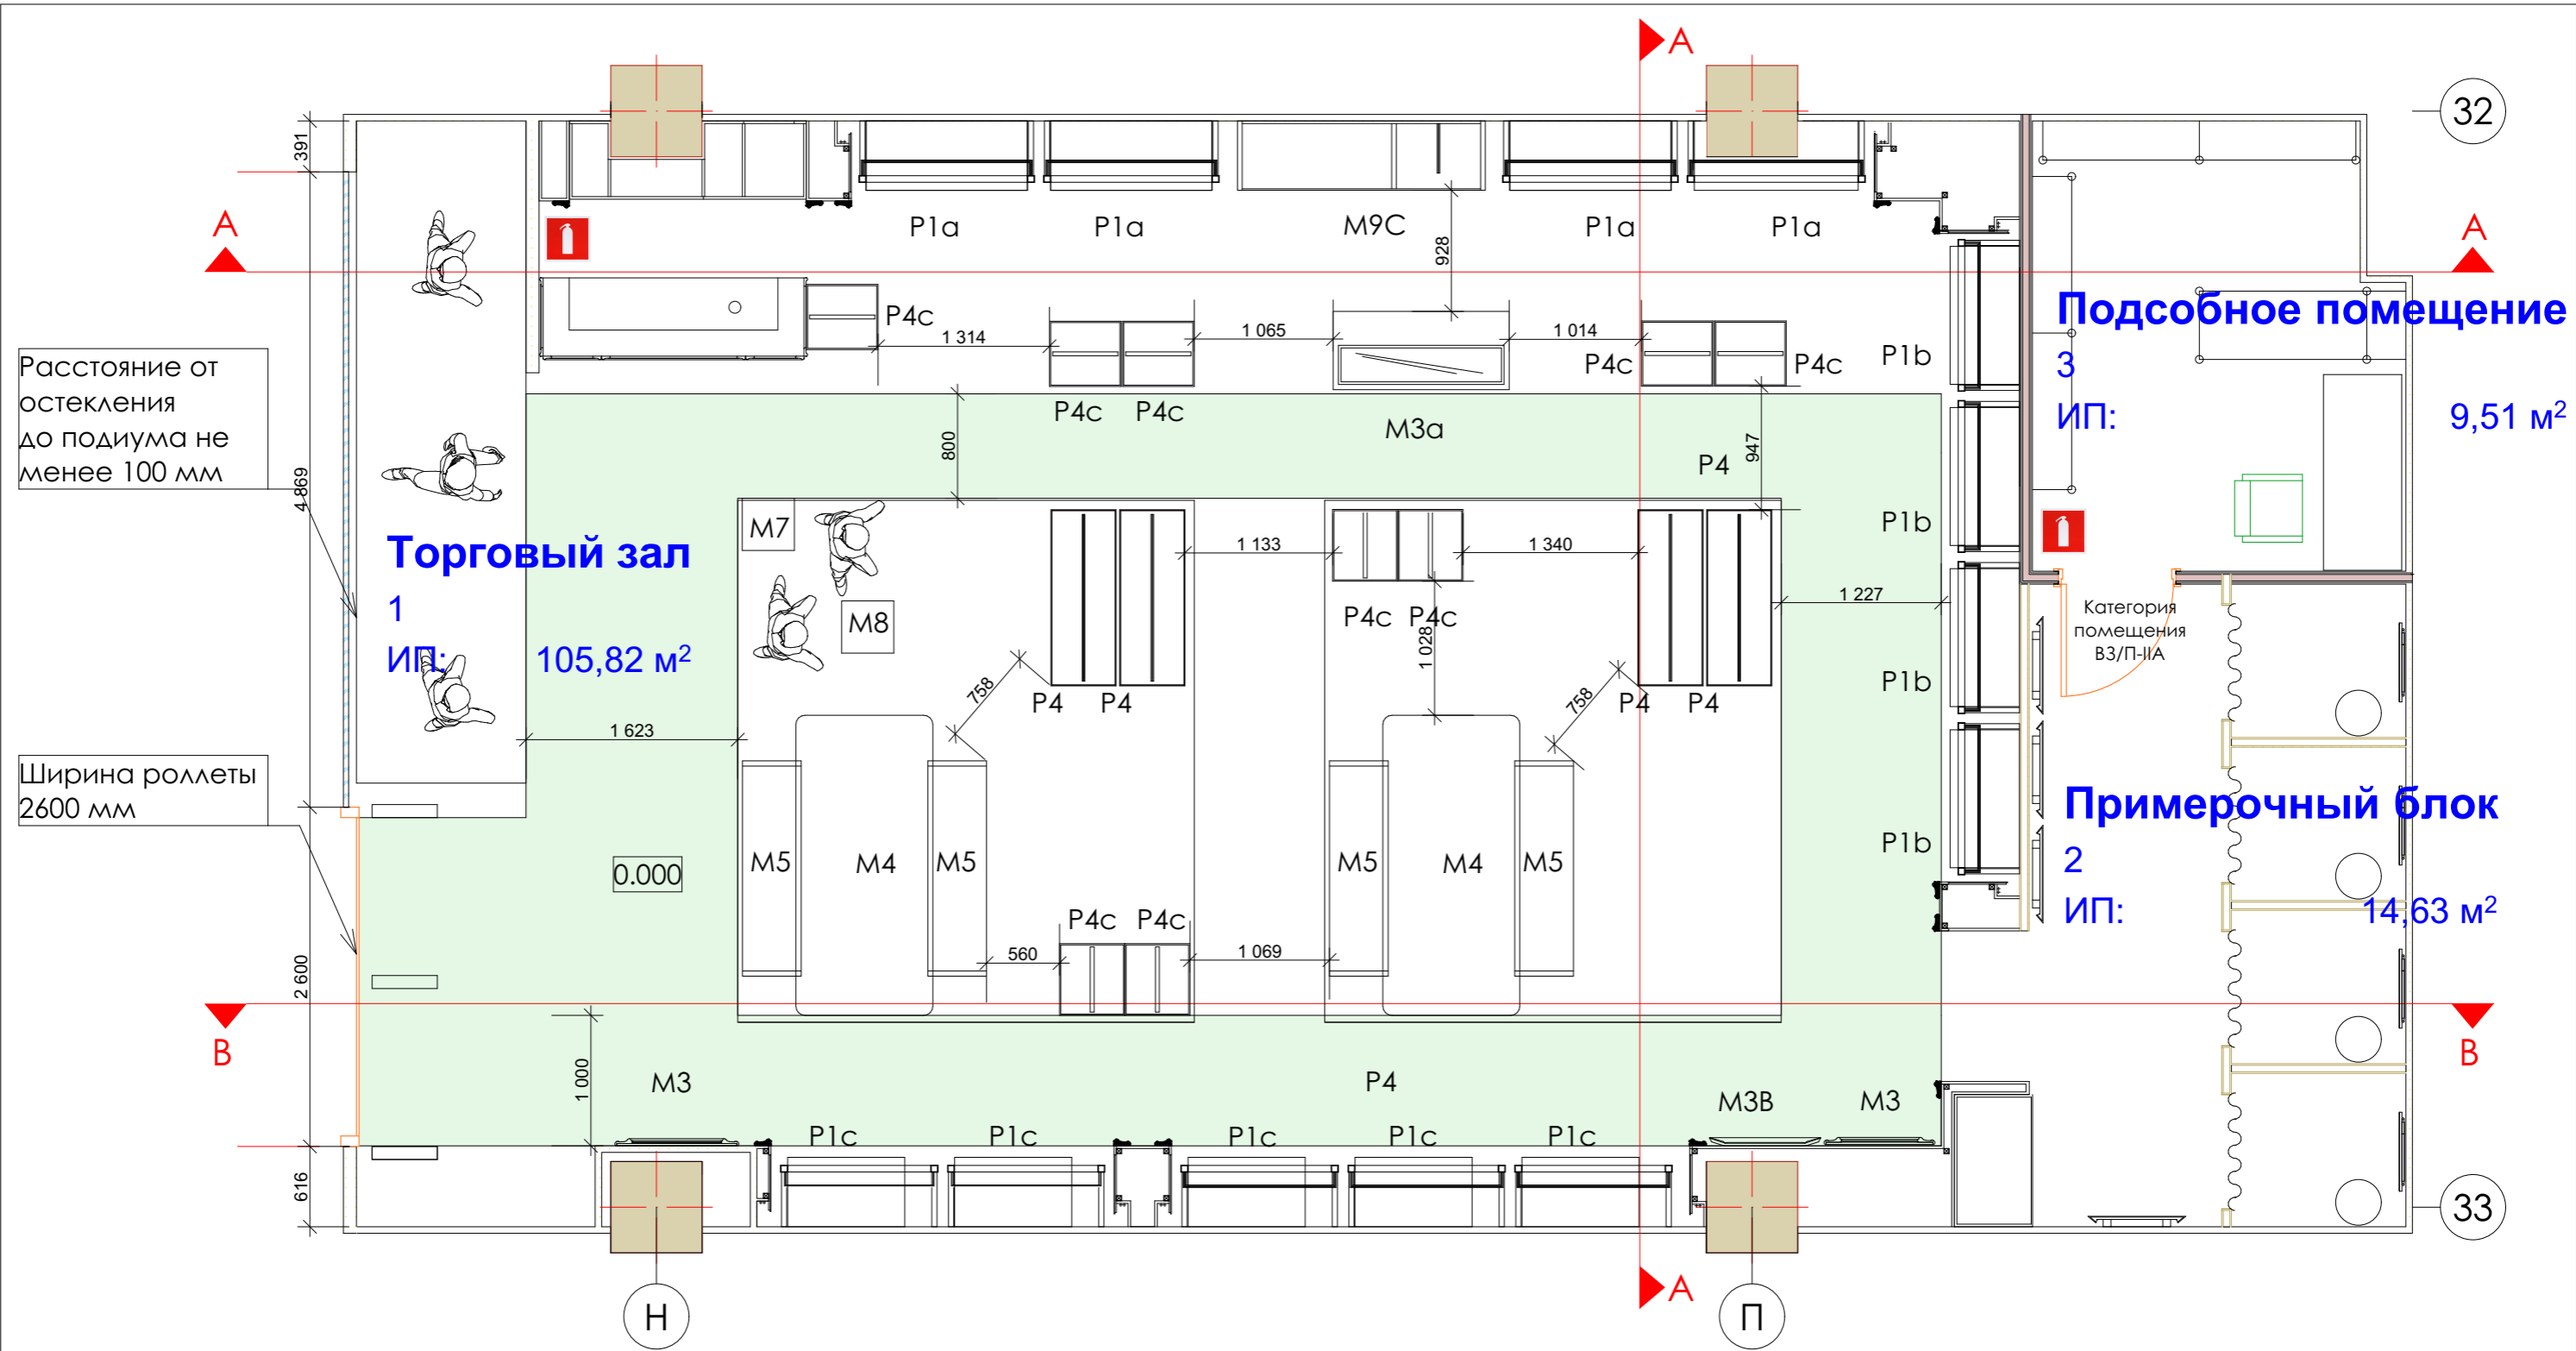 A
32
391
A
P1a
P1a
M9C
P1a
P1a
A
928
Подсобное помещение
3
ИП: 9,51 м²
P4c
1 314
1 065
1 014
P4c
P4c
P1b
Расстояние от
остекления
до подиума не
менее 100 мм
4 869
P4c
P4c
M3a
800
947
P4
M7
1 133
1 340
P1b
Торговый зал
1
ИП: 105,82 м²
M8
P4c
P4c
1 028
1 227
Категория
помещения
В3/П-IIА
758
P4
P4
758
P4
P4
P1b
1 623
Ширина роллеты
2600 мм
Примерочный блок
2
ИП: 14,63 м²
0.000
M5
M4
M5
M5
M4
M5
P1b
P4c
P4c
560
1 069
2 600
B
B
1 000
M3
P4
M3B
M3
P1c
P1c
P1c
P1c
P1c
616
33
A
Н
П